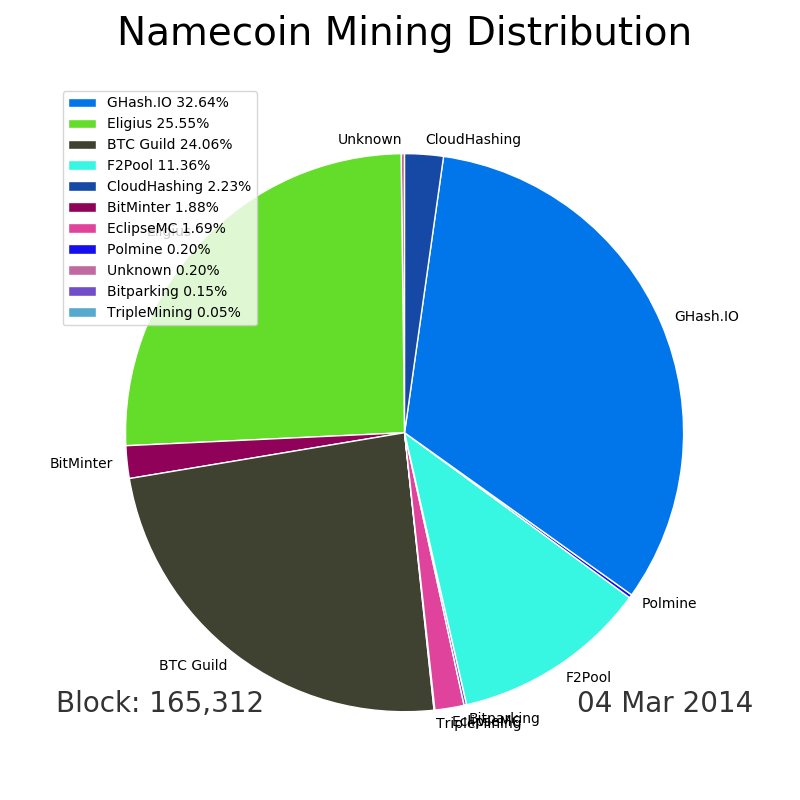 Namecoin Mining Distribution
GHash.IO 32.64%
Eligius 25.55%
BTC Guild 24.06%
F2Pool 11.36%
CloudHashing 2.23%
BitMinter 1.88%
EclipseMC 1.69%
Polmine 0.20%
Unknown 0.20%
Bitparking 0.15%
TripleMining 0.05%
Unknown
CloudHashing
Eligius
GHash.IO
BitMinter
Polmine
BTC Guild
F2Pool
Block: 165,312
04 Mar 2014
Bitparking
EclipseMC
TripleMining